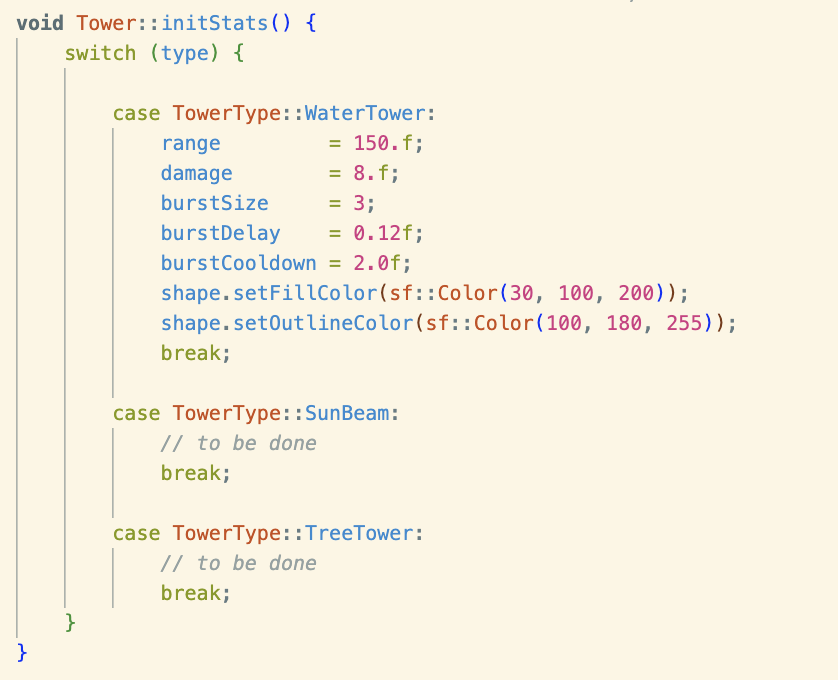 void Tower::initStats() {
    switch (type) {

        case TowerType::WaterTower:
            range         = 150.f;
            damage        = 8.f;
            burstSize     = 3;
            burstDelay    = 0.12f;
            burstCooldown = 2.0f;
            shape.setFillColor(sf::Color(30, 100, 200));
            shape.setOutlineColor(sf::Color(100, 180, 255));
            break;

        case TowerType::SunBeam:
            // to be done
            break;

        case TowerType::TreeTower:
            // to be done
            break;
    }
}